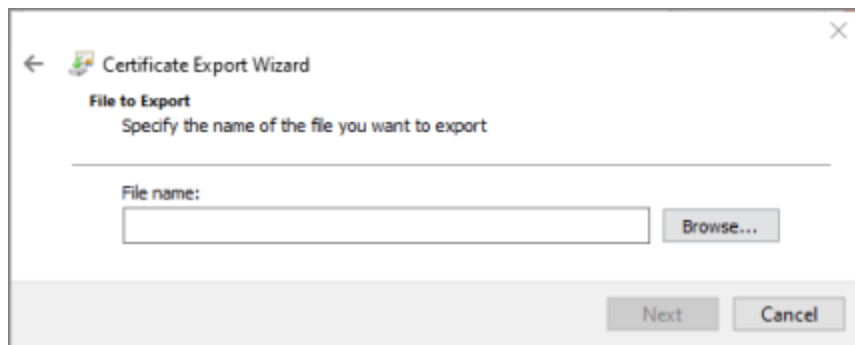 Certificate Export Wizard
File to Export
Specify the name of the file you want to export
File name:
Browse...
Next
Cancel